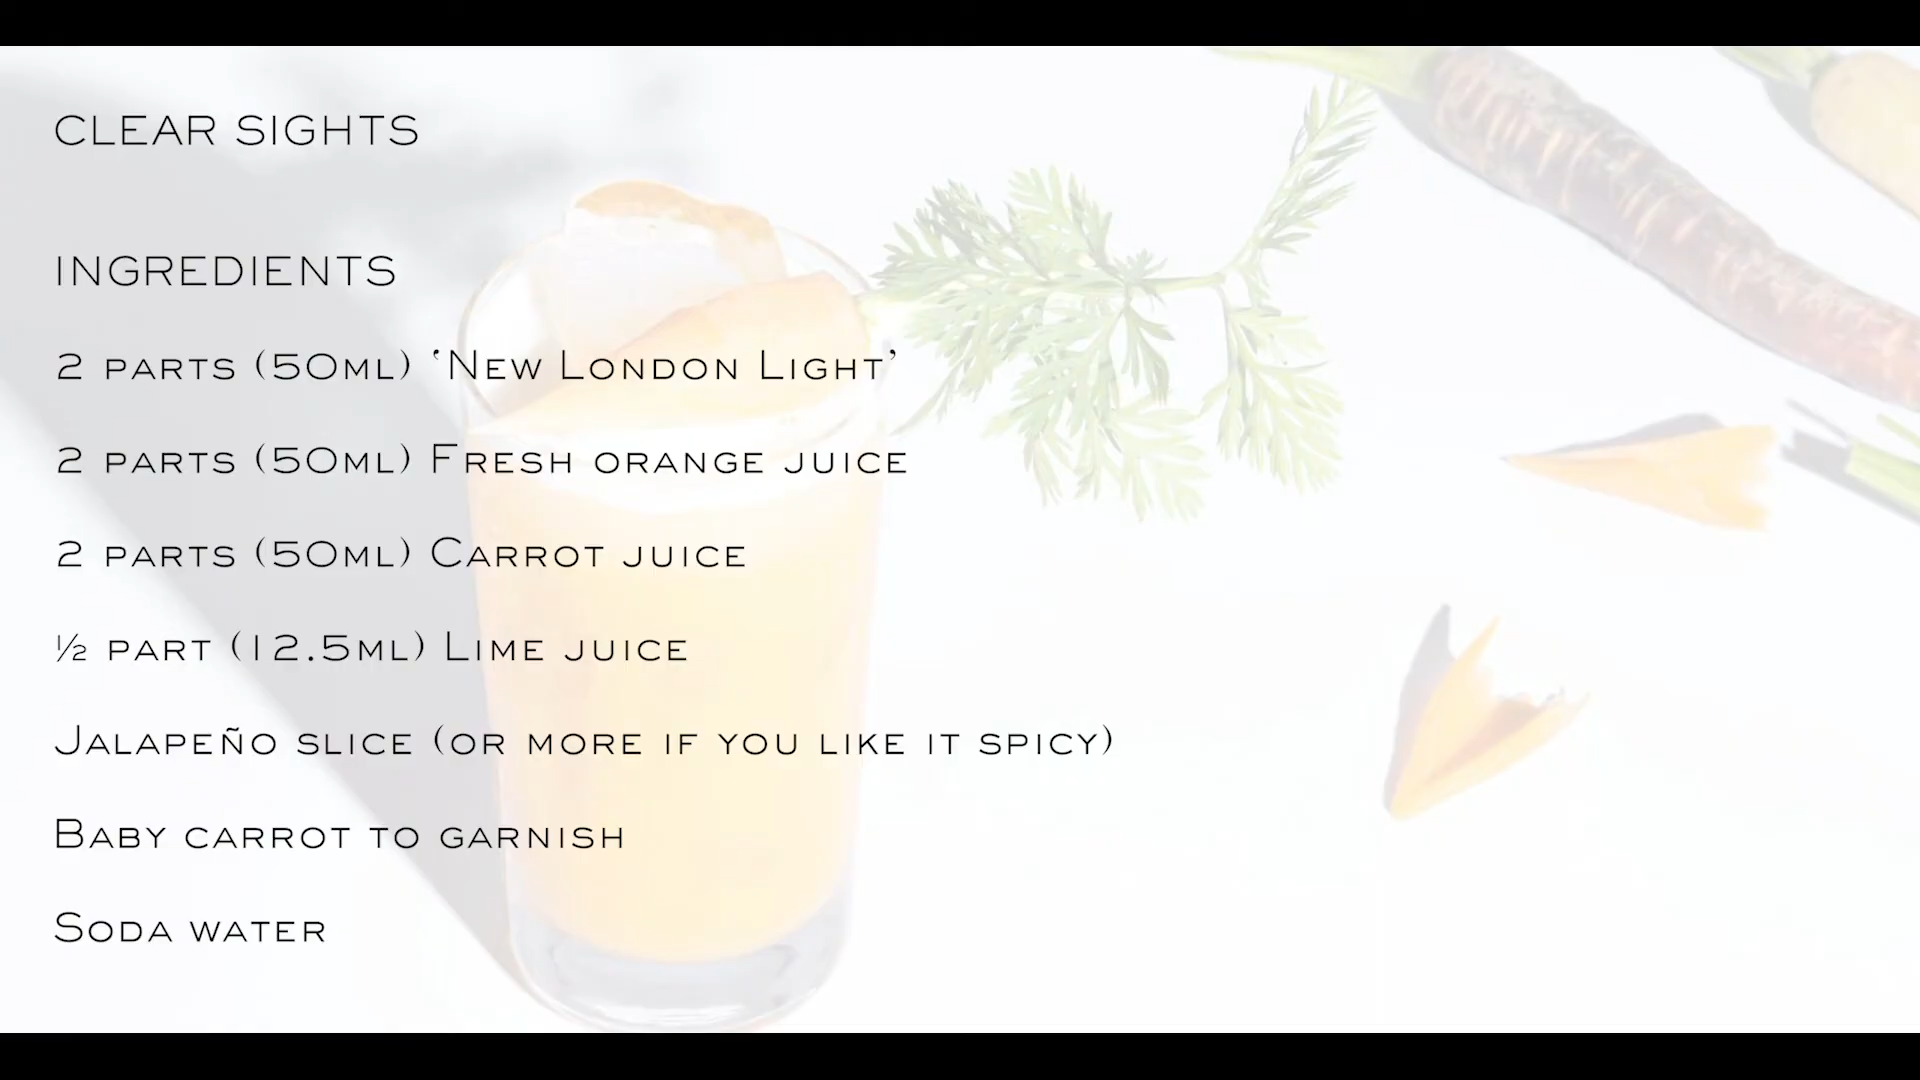 CLEAR SIGHTS
INGREDIENTS
2 PARTS (50ML) ‘NEW LONDON LIGHT’
2 PARTS (50ML) FRESH ORANGE JUICE
2 PARTS (50ML) CARROT JUICE
½ PART (12.5ML) LIME JUICE
JALAPEÑO SLICE (OR MORE IF YOU LIKE IT SPICY)
BABY CARROT TO GARNISH
SODA WATER